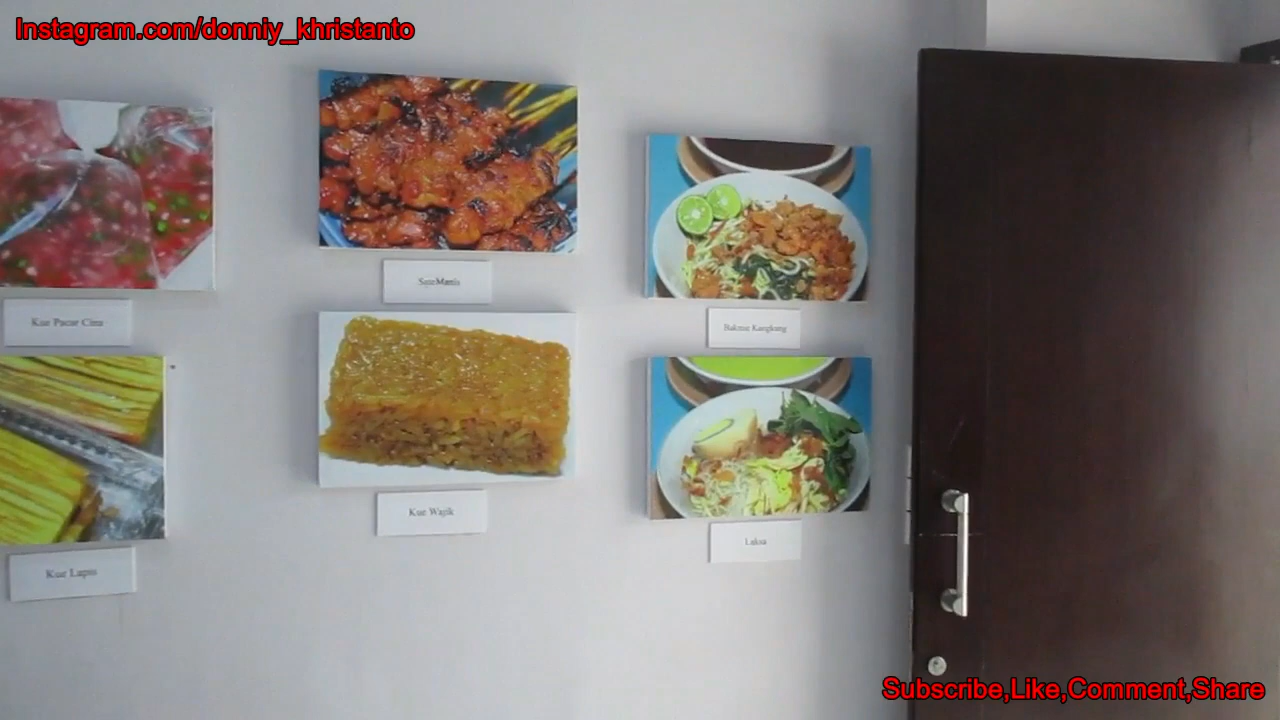 Instagram.com/donniy_khristanto
Kue Pacar Cina
Sate Manis
Bakmie Kangkung
Kue Lapis
Kue Wajik
Laksa
Subscribe,Like,Comment,Share